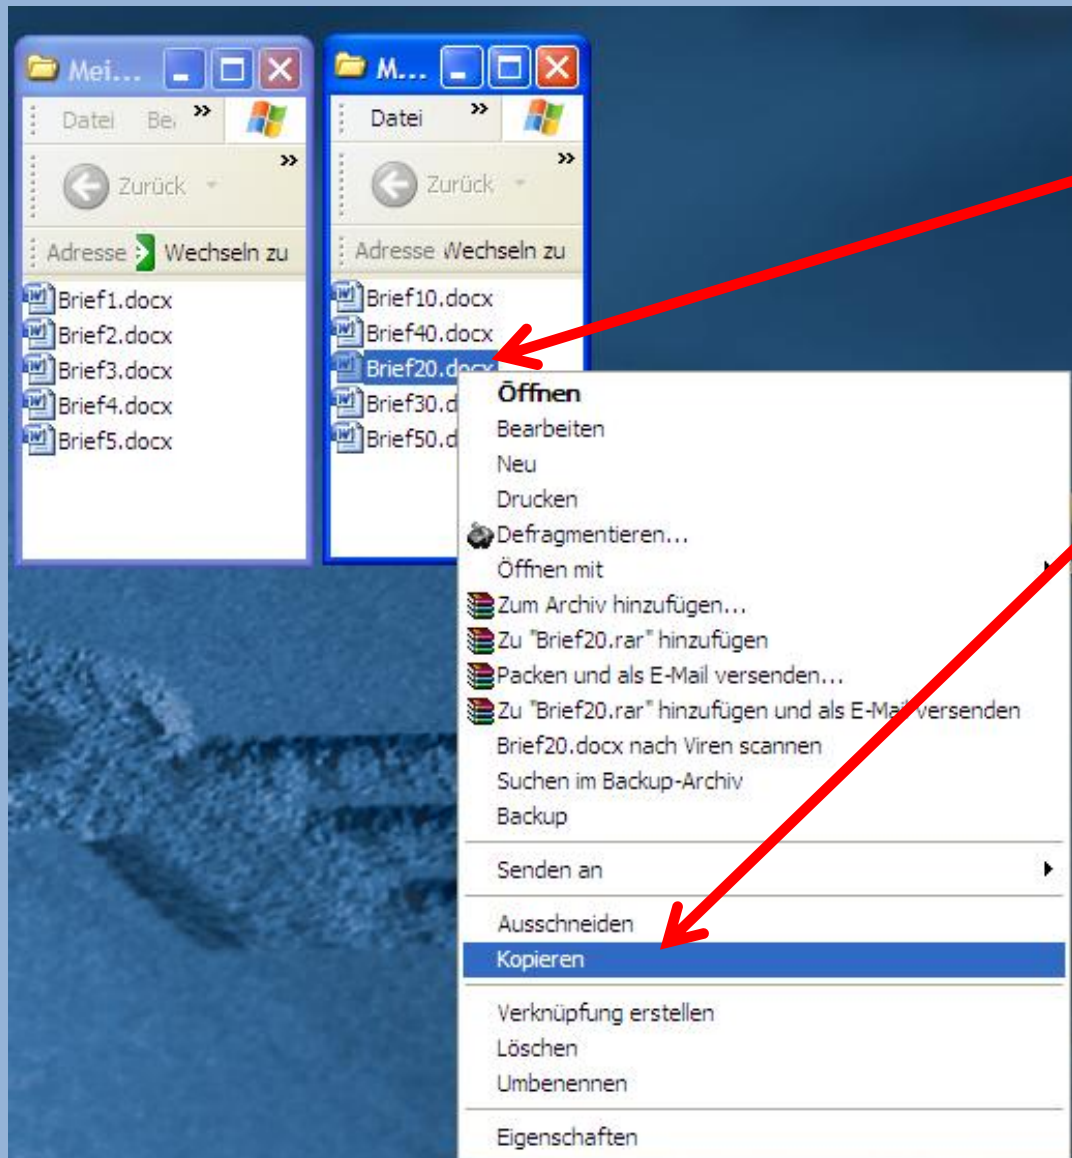 Mei...
Datei Be
Zurück
Adresse Wechseln zu
Brief1.docx
Brief2.docx
Brief3.docx
Brief4.docx
Brief5.docx
M...
Datei
Zurück
Adresse Wechseln zu
Brief10.docx
Brief40.docx
Brief20.docx
Brief30.d
Brief50.d
Öffnen
Bearbeiten
Neu
Drucken
Defragmentieren...
Öffnen mit
Zum Archiv hinzufügen...
Zu "Brief20.rar" hinzufügen
Packen und als E-Mail versenden...
Zu "Brief20.rar" hinzufügen und als E-Mail versenden
Brief20.docx nach Viren scannen
Suchen im Backup-Archiv
Backup
Senden an
Ausschneiden
Kopieren
Verknüpfung erstellen
Löschen
Umbenennen
Eigenschaften